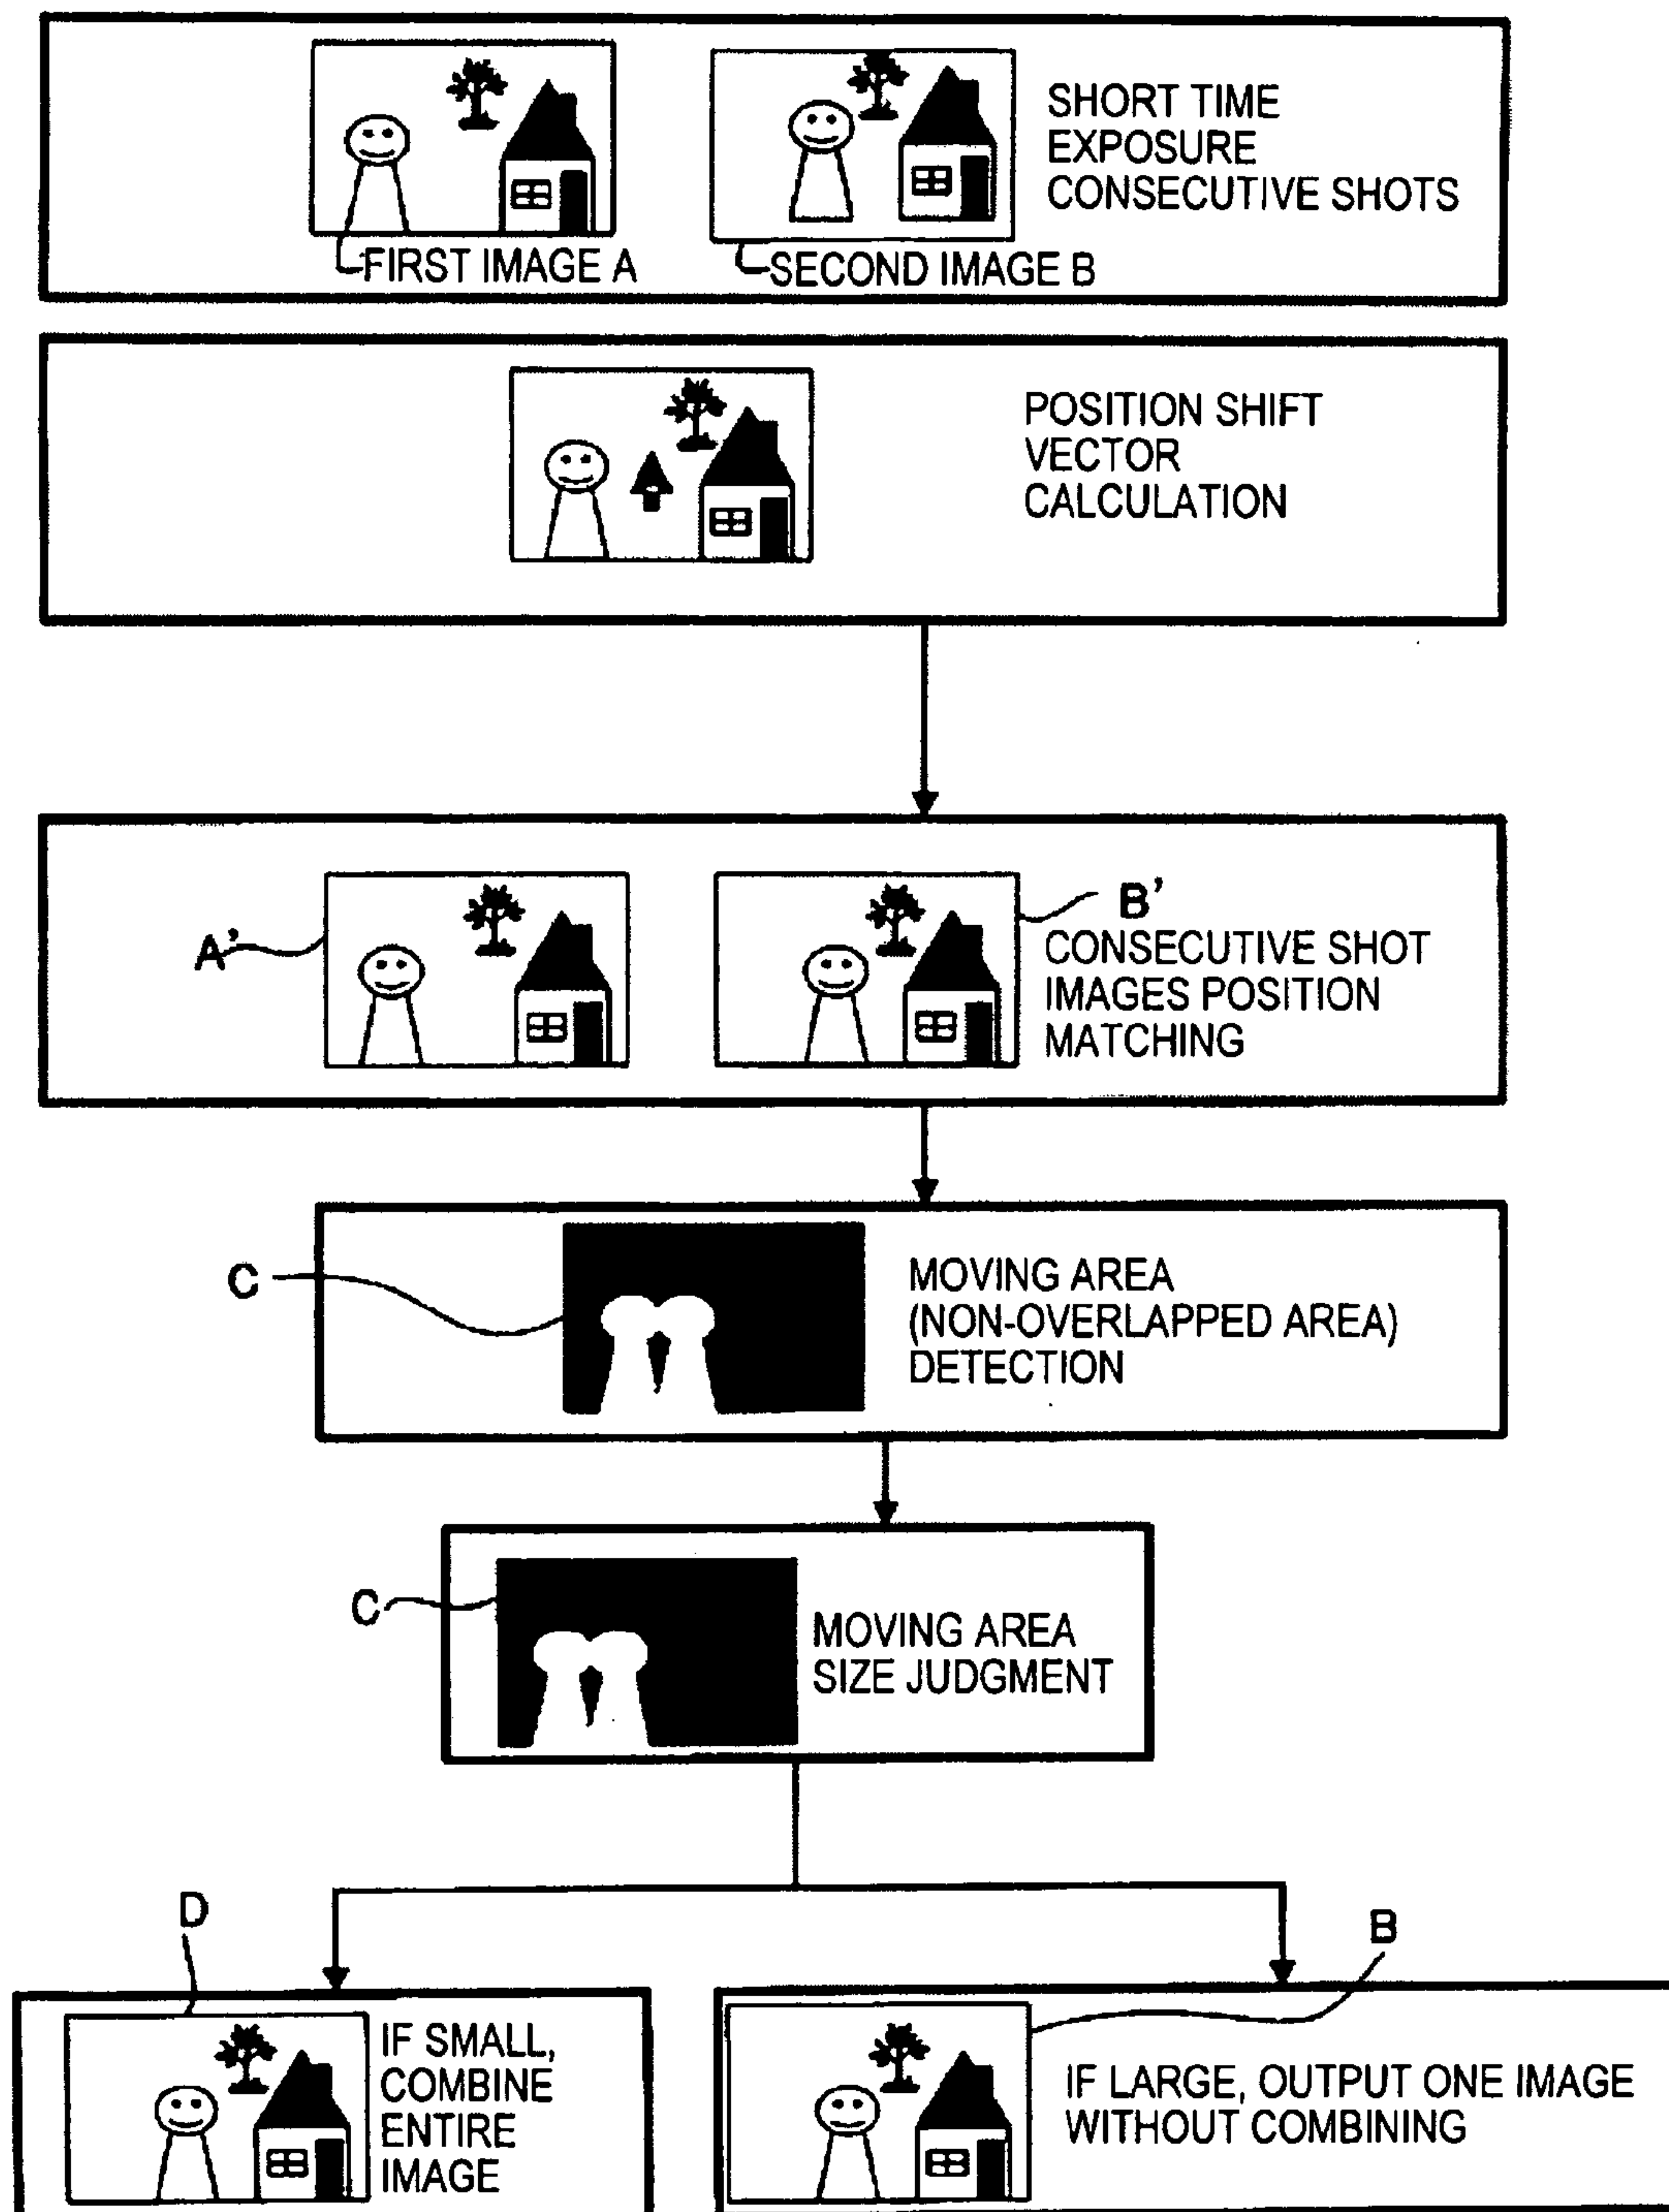 SHORT TIME
EXPOSURE
CONSECUTIVE SHOTS
FIRST IMAGE A
SECOND IMAGE B
POSITION SHIFT
VECTOR
CALCULATION
A'
B'
CONSECUTIVE SHOT
IMAGES POSITION
MATCHING
C
MOVING AREA
(NON-OVERLAPPED AREA)
DETECTION
C
MOVING AREA
SIZE JUDGMENT
D
B
IF SMALL,
COMBINE
ENTIRE
IMAGE
IF LARGE, OUTPUT ONE IMAGE
WITHOUT COMBINING